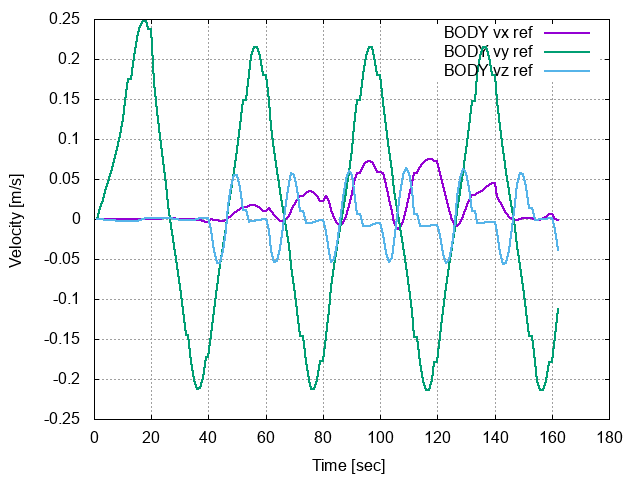 0.25
0.2
0.15
0.1
0.05
0
-0.05
-0.1
-0.15
-0.2
-0.25
0 20 40 60 80 100 120 140 160 180
Velocity [m/s]
Time [sec]
BODY vx ref
BODY vy ref
BODY vz ref